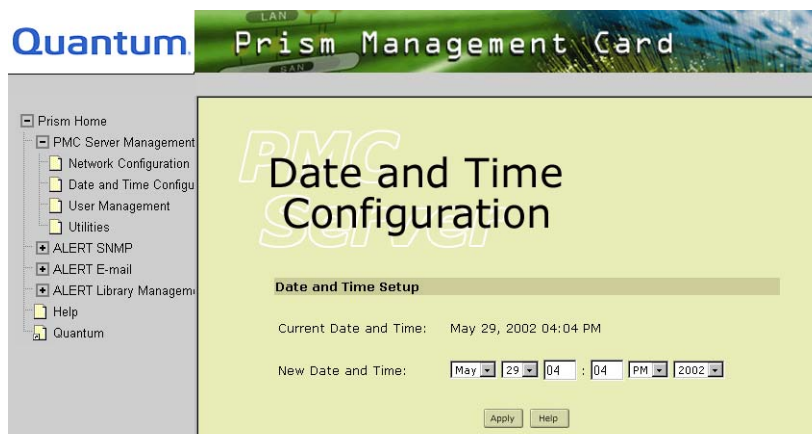 Quantum.
Prism Management Card
LAN
SAN
Prism Home
PMC Server Management
Network Configuration
Date and Time Configu
User Management
Utilities
ALERT SNMP
ALERT E-mail
ALERT Library Managem
Help
Quantum
PMC
Server
Date and Time
Configuration
Date and Time Setup
Current Date and Time: May 29, 2002 04:04 PM
New Date and Time: May 29 04 : 04 PM 2002
Apply Help